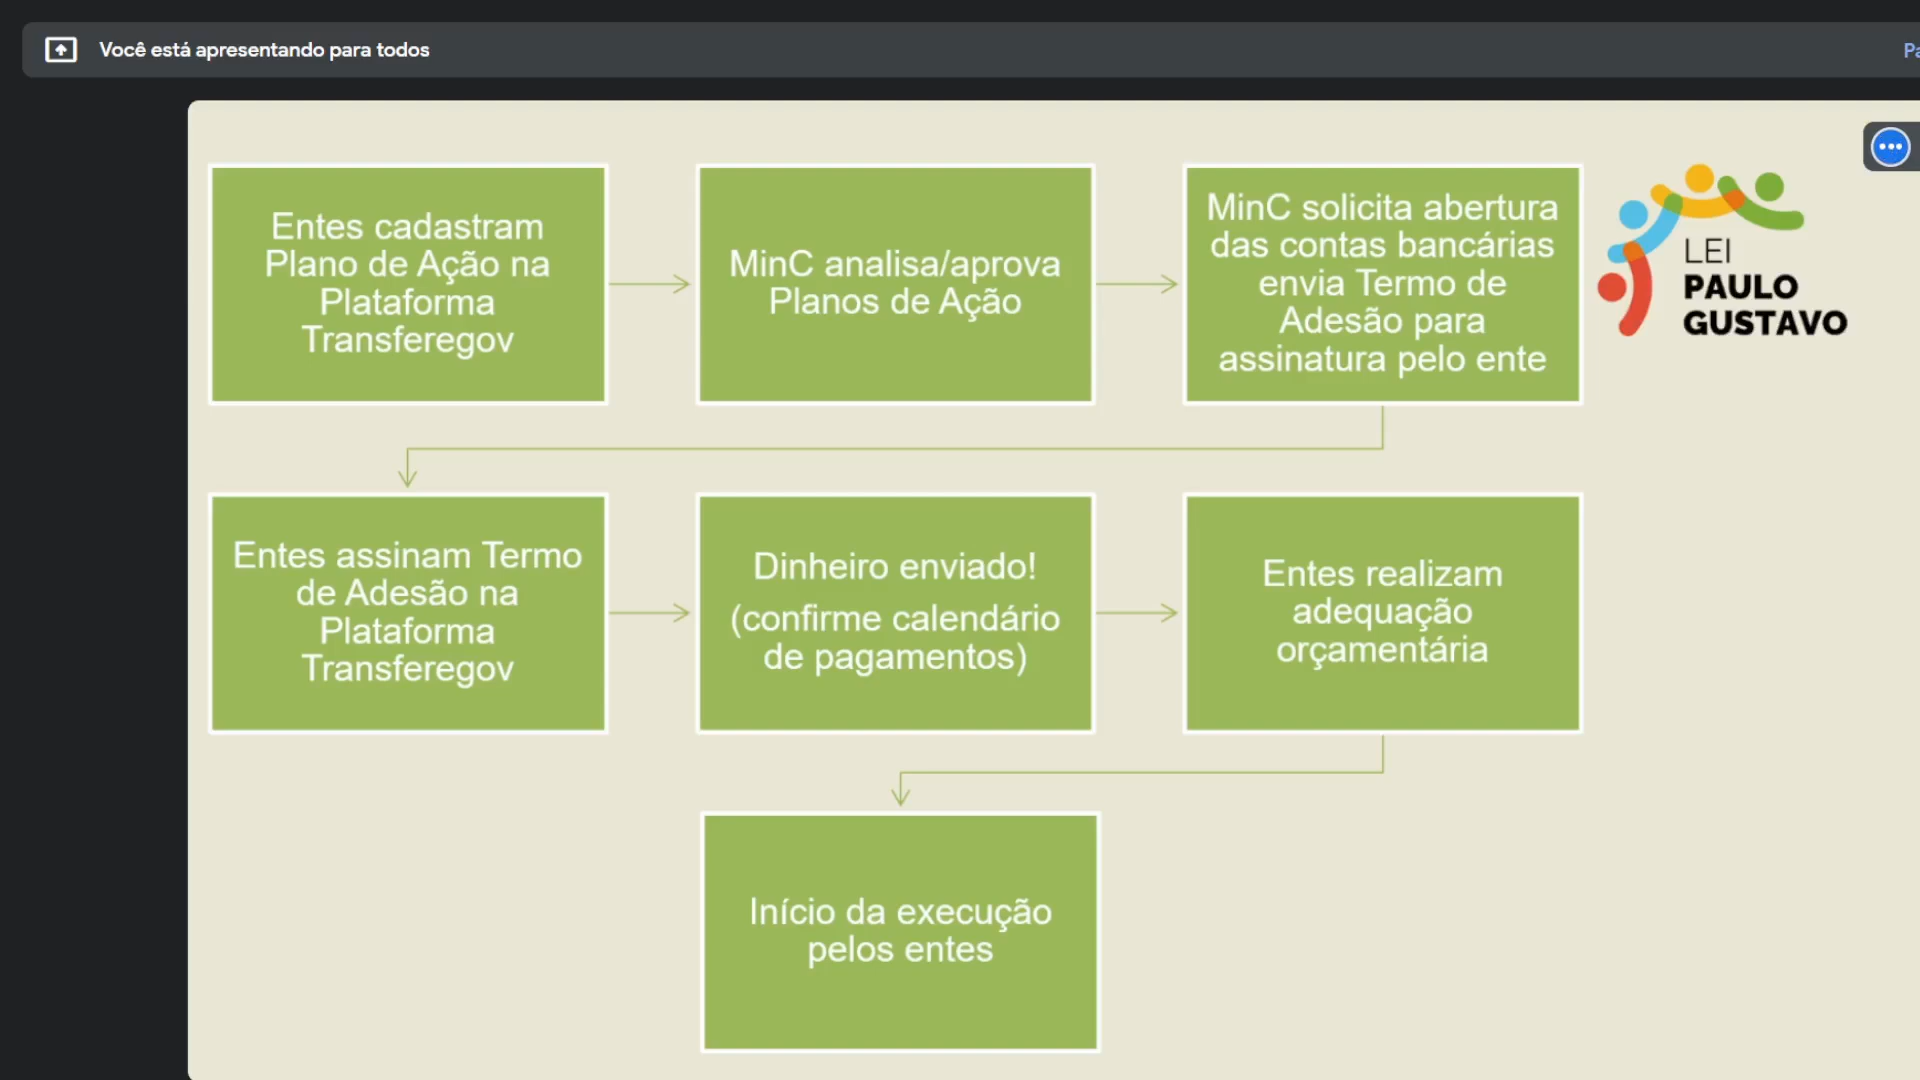 Você está apresentando para todos
Entes cadastram
Plano de Ação na
Plataforma
Transferegov
MinC analisa/aprova
Planos de Ação
MinC solicita abertura
das contas bancárias
envia Termo de
Adesão para
assinatura pelo ente
LEI
PAULO
GUSTAVO
Entes assinam Termo
de Adesão na
Plataforma
Transferegov
Dinheiro enviado!
(confirme calendário
de pagamentos)
Entes realizam
adequação
orçamentária
Início da execução
pelos entes